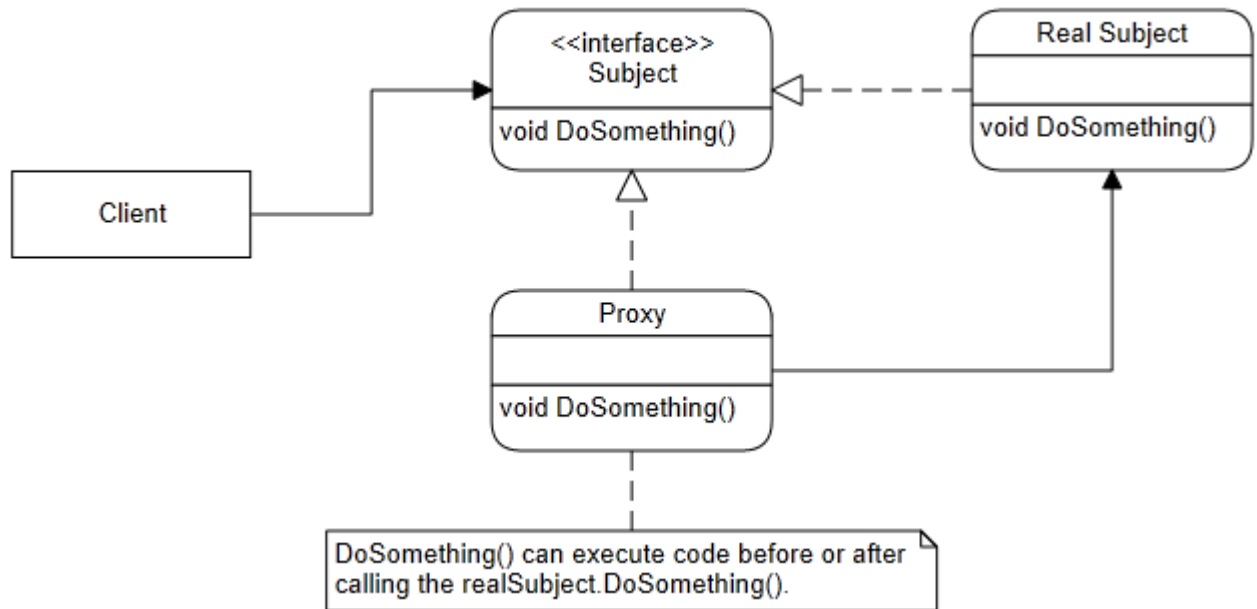 <<interface>>
Subject
void DoSomething()
Real Subject
void DoSomething()
Client
Proxy
void DoSomething()
DoSomething() can execute code before or after
calling the realSubject.DoSomething().